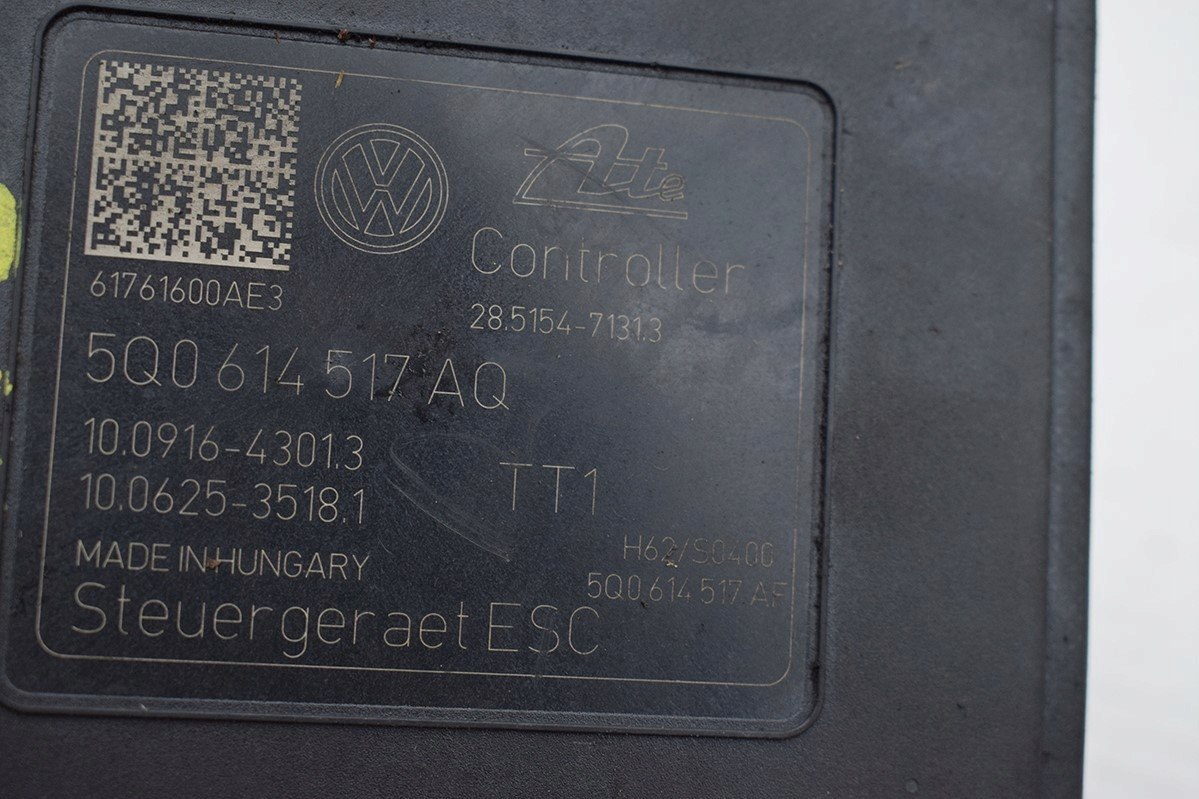 Ate
Controller
28.5154-7131.3
61761600AE3
5Q0 614 517 AQ
10.0916-4301.3
10.0625-3518.1
TT1
MADE IN HUNGARY
H62/S0400
5Q0 614 517 AF
Steuergeraet ESC